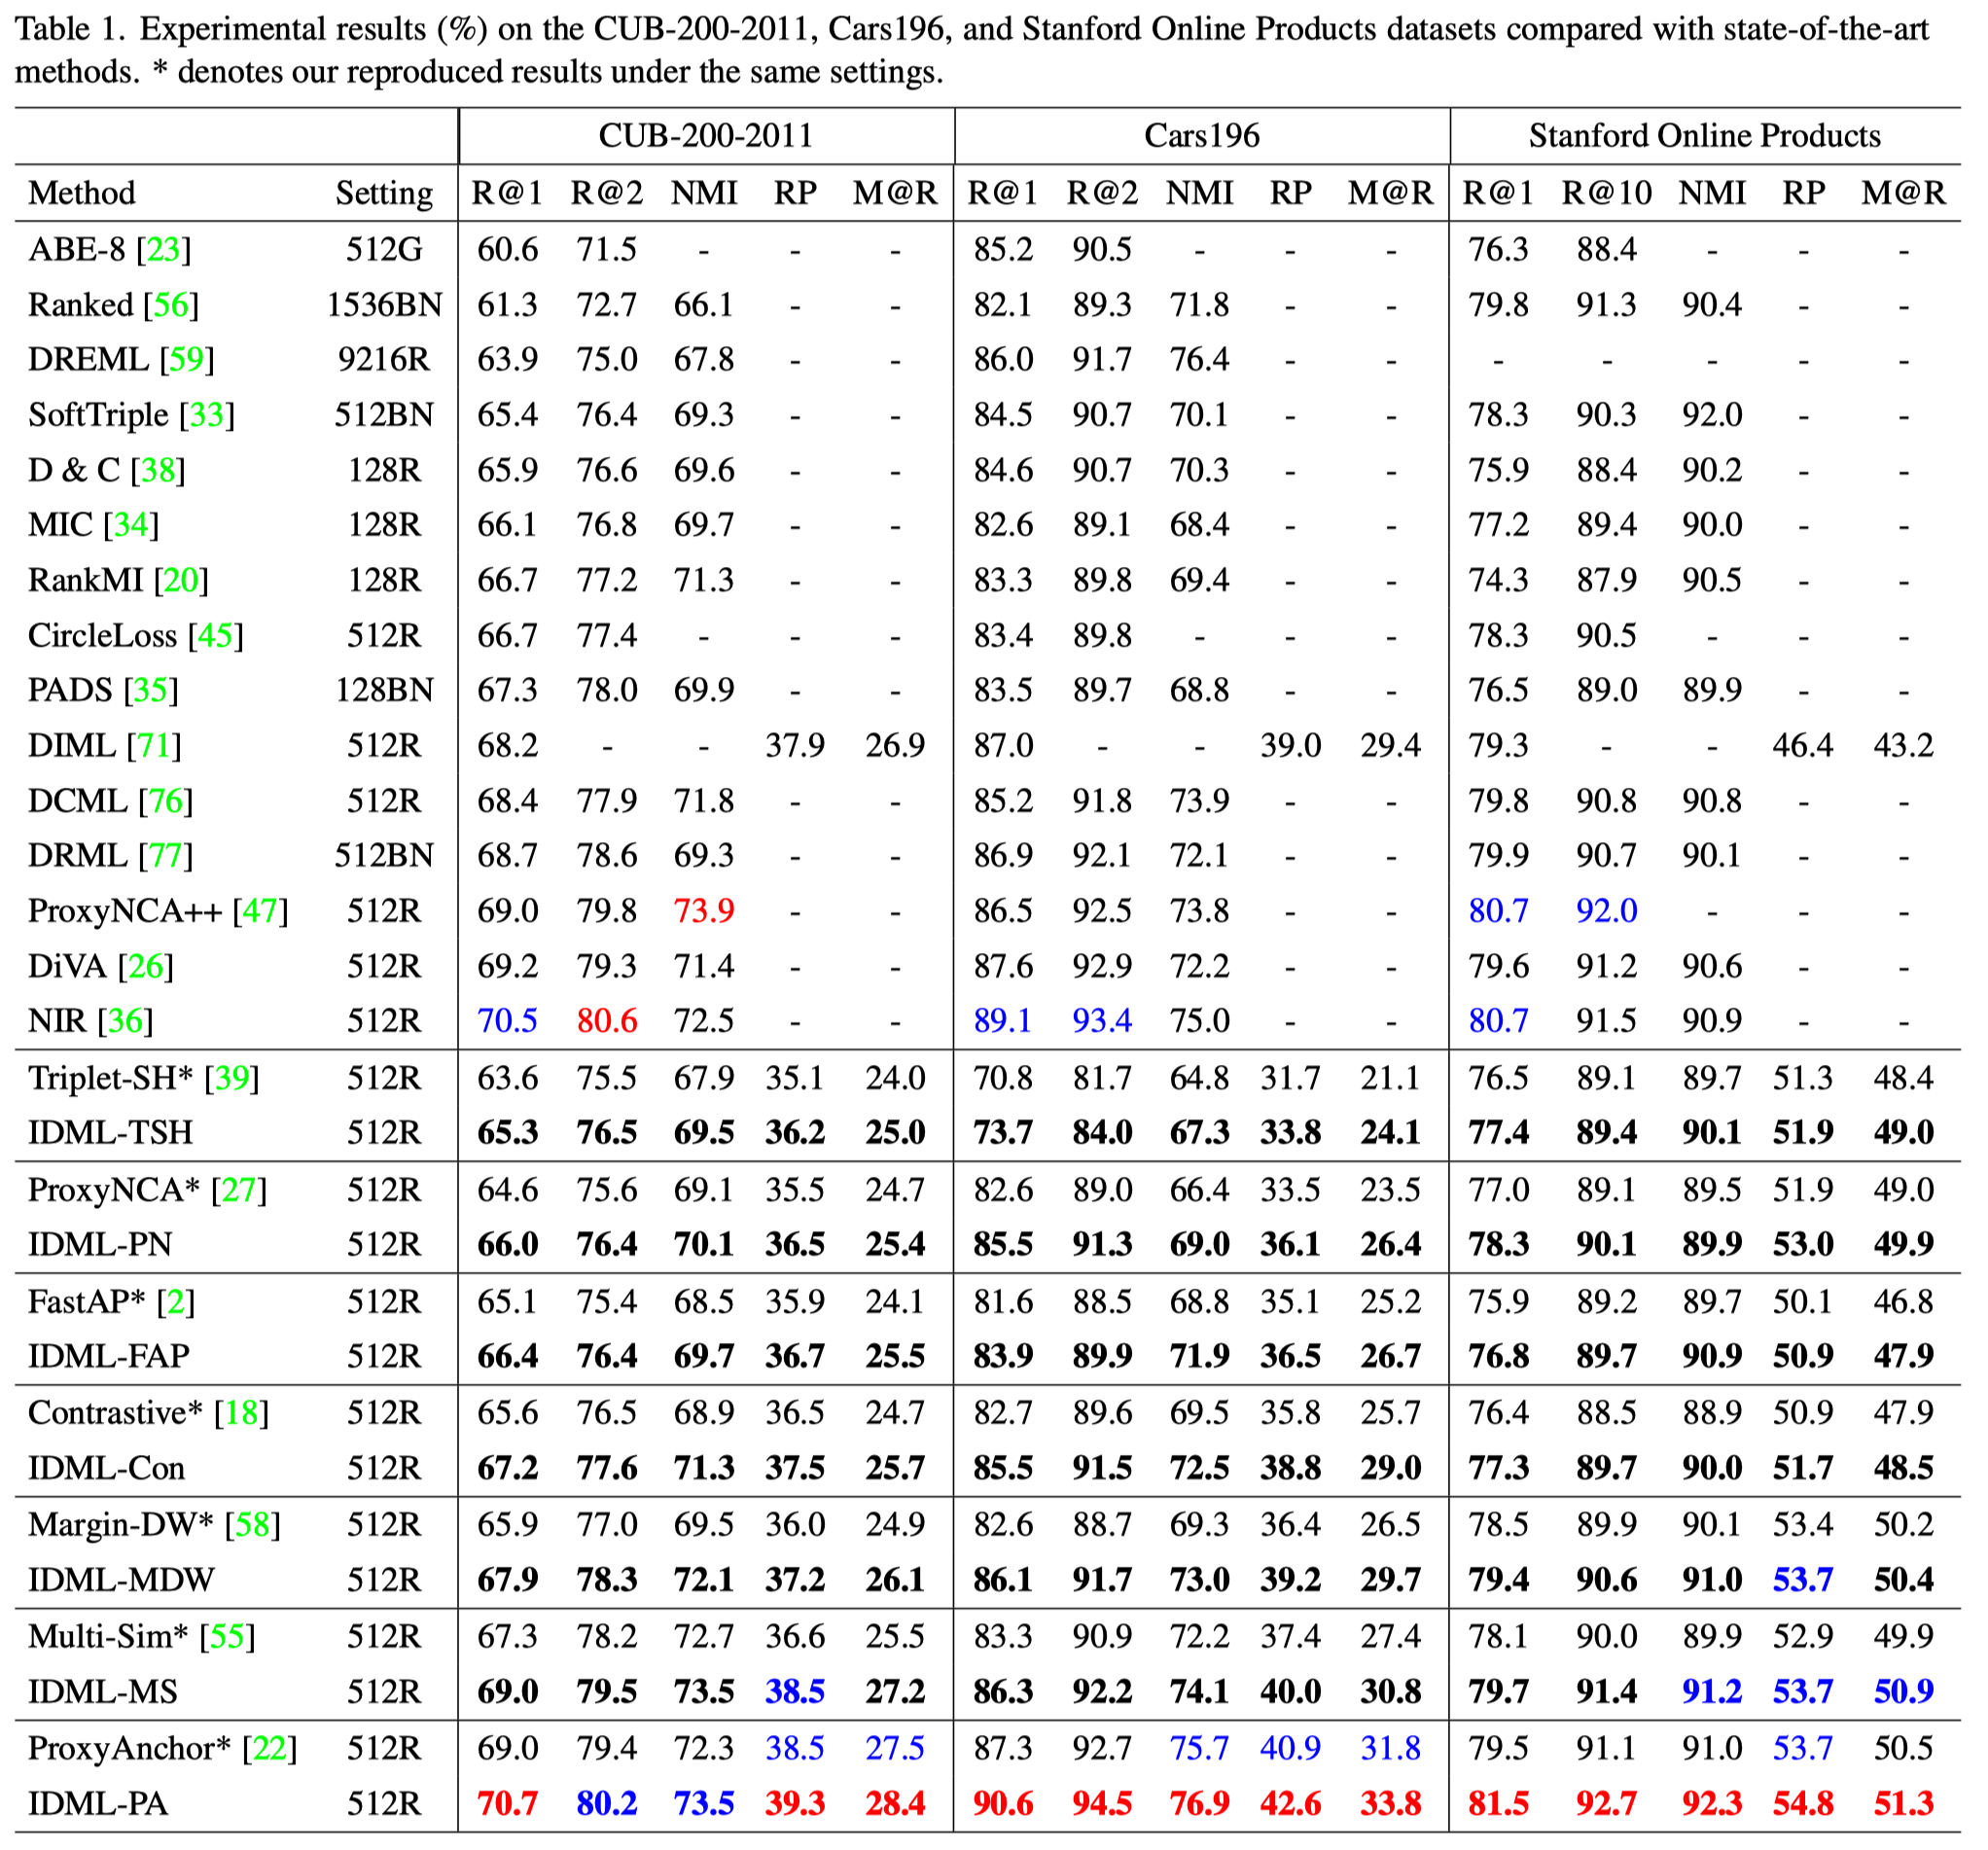 Table 1. Experimental results (%) on the CUB-200-2011, Cars196, and Stanford Online Products datasets compared with state-of-the-art
methods. * denotes our reproduced results under the same settings.
CUB-200-2011 Cars196 Stanford Online Products
Method Setting R@1 R@2 NMI RP M@R R@1 R@2 NMI RP M@R R@1 R@10 NMI RP M@R
ABE-8 [23] 512G 60.6 71.5 - - - 85.2 90.5 - - - 76.3 88.4 - - -
Ranked [56] 1536BN 61.3 72.7 66.1 - - 82.1 89.3 71.8 - - 79.8 91.3 90.4 - -
DREML [59] 9216R 63.9 75.0 67.8 - - 86.0 91.7 76.4 - - - - - - -
SoftTriple [33] 512BN 65.4 76.4 69.3 - - 84.5 90.7 70.1 - - 78.3 90.3 92.0 - -
D & C [38] 128R 65.9 76.6 69.6 - - 84.6 90.7 70.3 - - 75.9 88.4 90.2 - -
MIC [34] 128R 66.1 76.8 69.7 - - 82.6 89.1 68.4 - - 77.2 89.4 90.0 - -
RankMI [20] 128R 66.7 77.2 71.3 - - 83.3 89.8 69.4 - - 74.3 87.9 90.5 - -
CircleLoss [45] 512R 66.7 77.4 - - - 83.4 89.8 - - - 78.3 90.5 - - -
PADS [35] 128BN 67.3 78.0 69.9 - - 83.5 89.7 68.8 - - 76.5 89.0 89.9 - -
DIML [71] 512R 68.2 - - 37.9 26.9 87.0 - - 39.0 29.4 79.3 - - 46.4 43.2
DCML [76] 512R 68.4 77.9 71.8 - - 85.2 91.8 73.9 - - 79.8 90.8 90.8 - -
DRML [77] 512BN 68.7 78.6 69.3 - - 86.9 92.1 72.1 - - 79.9 90.7 90.1 - -
ProxyNCA++ [47] 512R 69.0 79.8 73.9 - - 86.5 92.5 73.8 - - 80.7 92.0 - - -
DiVA [26] 512R 69.2 79.3 71.4 - - 87.6 92.9 72.2 - - 79.6 91.2 90.6 - -
NIR [36] 512R 70.5 80.6 72.5 - - 89.1 93.4 75.0 - - 80.7 91.5 90.9 - -
Triplet-SH* [39] 512R 63.6 75.5 67.9 35.1 24.0 70.8 81.7 64.8 31.7 21.1 76.5 89.1 89.7 51.3 48.4
IDML-TSH 512R 65.3 76.5 69.5 36.2 25.0 73.7 84.0 67.3 33.8 24.1 77.4 89.4 90.1 51.9 49.0
ProxyNCA* [27] 512R 64.6 75.6 69.1 35.5 24.7 82.6 89.0 66.4 33.5 23.5 77.0 89.1 89.5 51.9 49.0
IDML-PN 512R 66.0 76.4 70.1 36.5 25.4 85.5 91.3 69.0 36.1 26.4 78.3 90.1 89.9 53.0 49.9
FastAP* [2] 512R 65.1 75.4 68.5 35.9 24.1 81.6 88.5 68.8 35.1 25.2 75.9 89.2 89.7 50.1 46.8
IDML-FAP 512R 66.4 76.4 69.7 36.7 25.5 83.9 89.9 71.9 36.5 26.7 76.8 89.7 90.9 50.9 47.9
Contrastive* [18] 512R 65.6 76.5 68.9 36.5 24.7 82.7 89.6 69.5 35.8 25.7 76.4 88.5 88.9 50.9 47.9
IDML-Con 512R 67.2 77.6 71.3 37.5 25.7 85.5 91.5 72.5 38.8 29.0 77.3 89.7 90.0 51.7 48.5
Margin-DW* [58] 512R 65.9 77.0 69.5 36.0 24.9 82.6 88.7 69.3 36.4 26.5 78.5 89.9 90.1 53.4 50.2
IDML-MDW 512R 67.9 78.3 72.1 37.2 26.1 86.1 91.7 73.0 39.2 29.7 79.4 90.6 91.0 53.7 50.4
Multi-Sim* [55] 512R 67.3 78.2 72.7 36.6 25.5 83.3 90.9 72.2 37.4 27.4 78.1 90.0 89.9 52.9 49.9
IDML-MS 512R 69.0 79.5 73.5 38.5 27.2 86.3 92.2 74.1 40.0 30.8 79.7 91.4 91.2 53.7 50.9
ProxyAnchor* [22] 512R 69.0 79.4 72.3 38.5 27.5 87.3 92.7 75.7 40.9 31.8 79.5 91.1 91.0 53.7 50.5
IDML-PA 512R 70.7 80.2 73.5 39.3 28.4 90.6 94.5 76.9 42.6 33.8 81.5 92.7 92.3 54.8 51.3